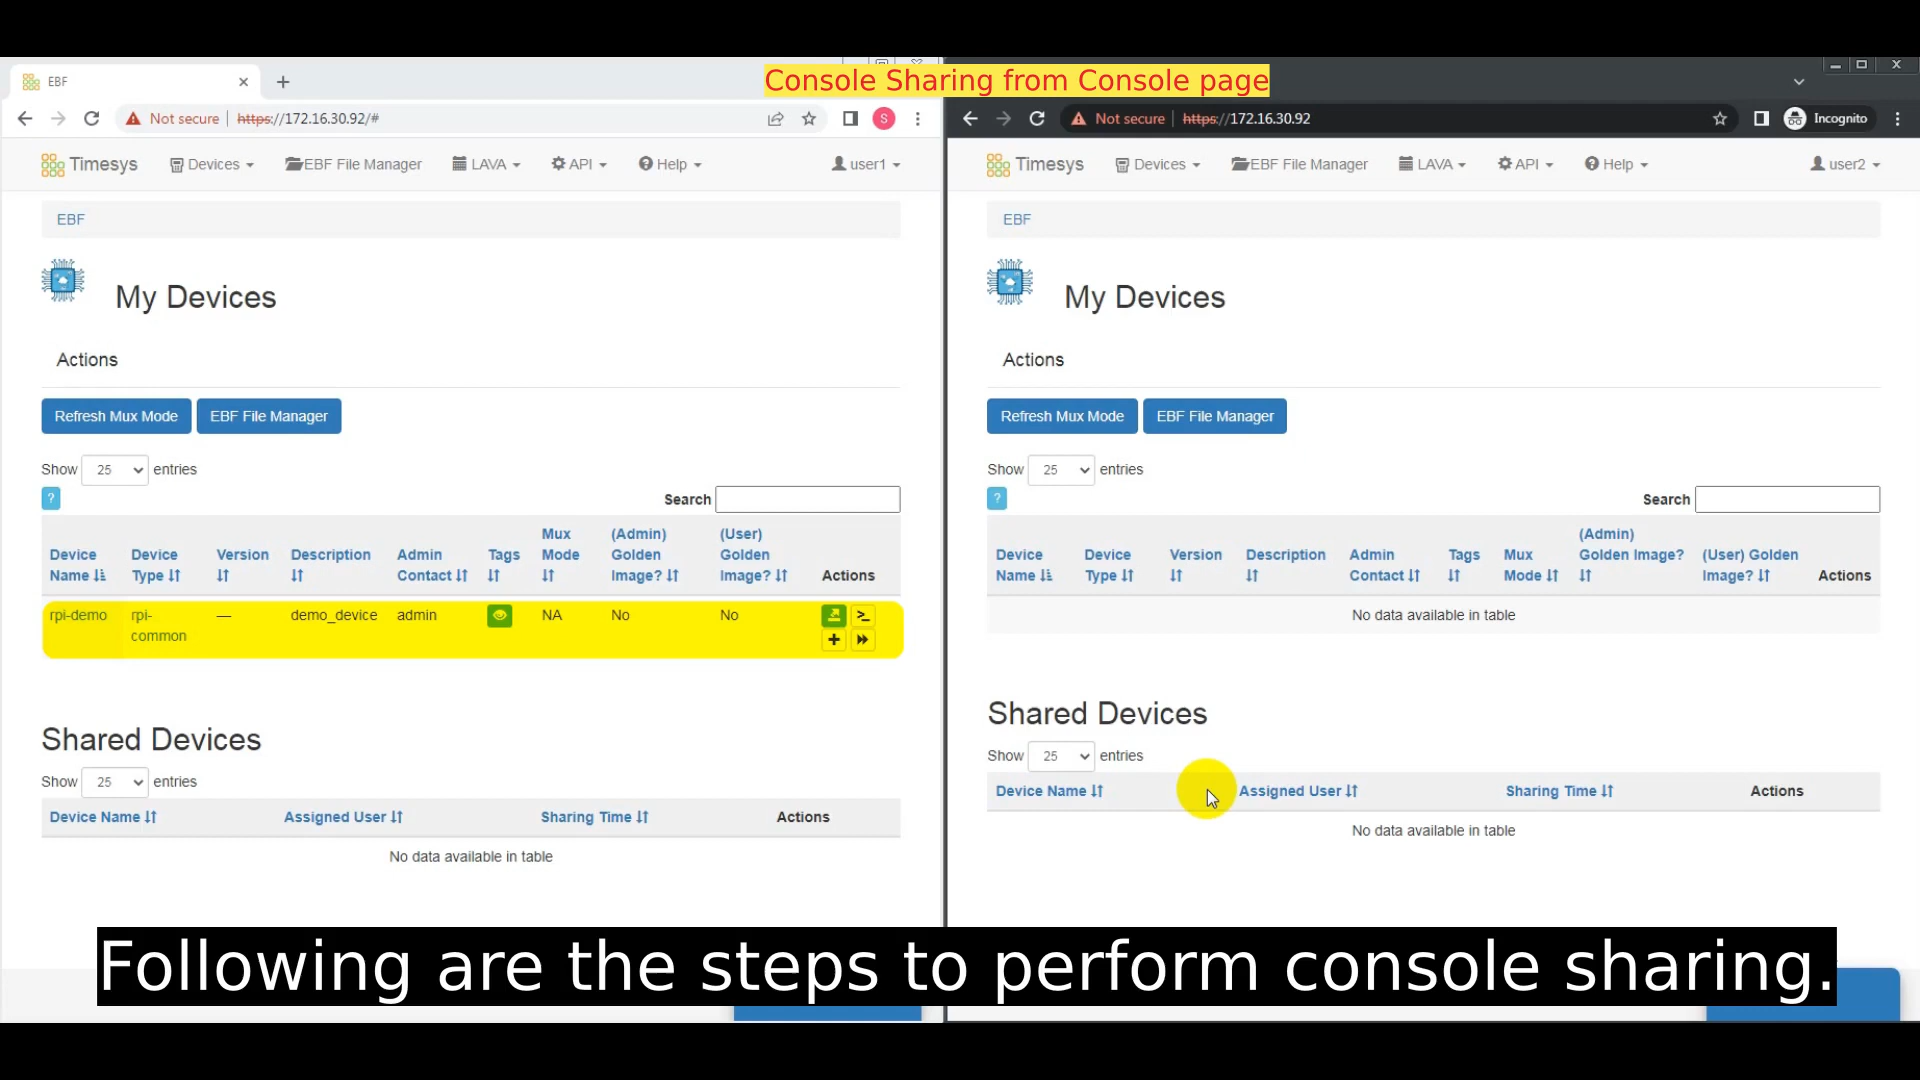 EBF
Console Sharing from Console page
Not secure https://172.16.30.92/#
S
Timesys Devices EBF File Manager LAVA API Help user1
EBF
My Devices
Actions
Refresh Mux Mode EBF File Manager
Show 25 entries
?
Search
Device Name Device Type Version Description Admin Contact Tags Mux Mode (Admin) Golden Image? (User) Golden Image? Actions
rpi-demo rpi-common — demo_device admin NA No No
Shared Devices
Show 25 entries
Device Name Assigned User Sharing Time Actions
No data available in table
Not secure https://172.16.30.92
Incognito
Timesys Devices EBF File Manager LAVA API Help user2
EBF
My Devices
Actions
Refresh Mux Mode EBF File Manager
Show 25 entries
?
Search
Device Name Device Type Version Description Admin Contact Tags Mux Mode (Admin) Golden Image? (User) Golden Image? Actions
No data available in table
Shared Devices
Show 25 entries
Device Name Assigned User Sharing Time Actions
No data available in table
Following are the steps to perform console sharing.